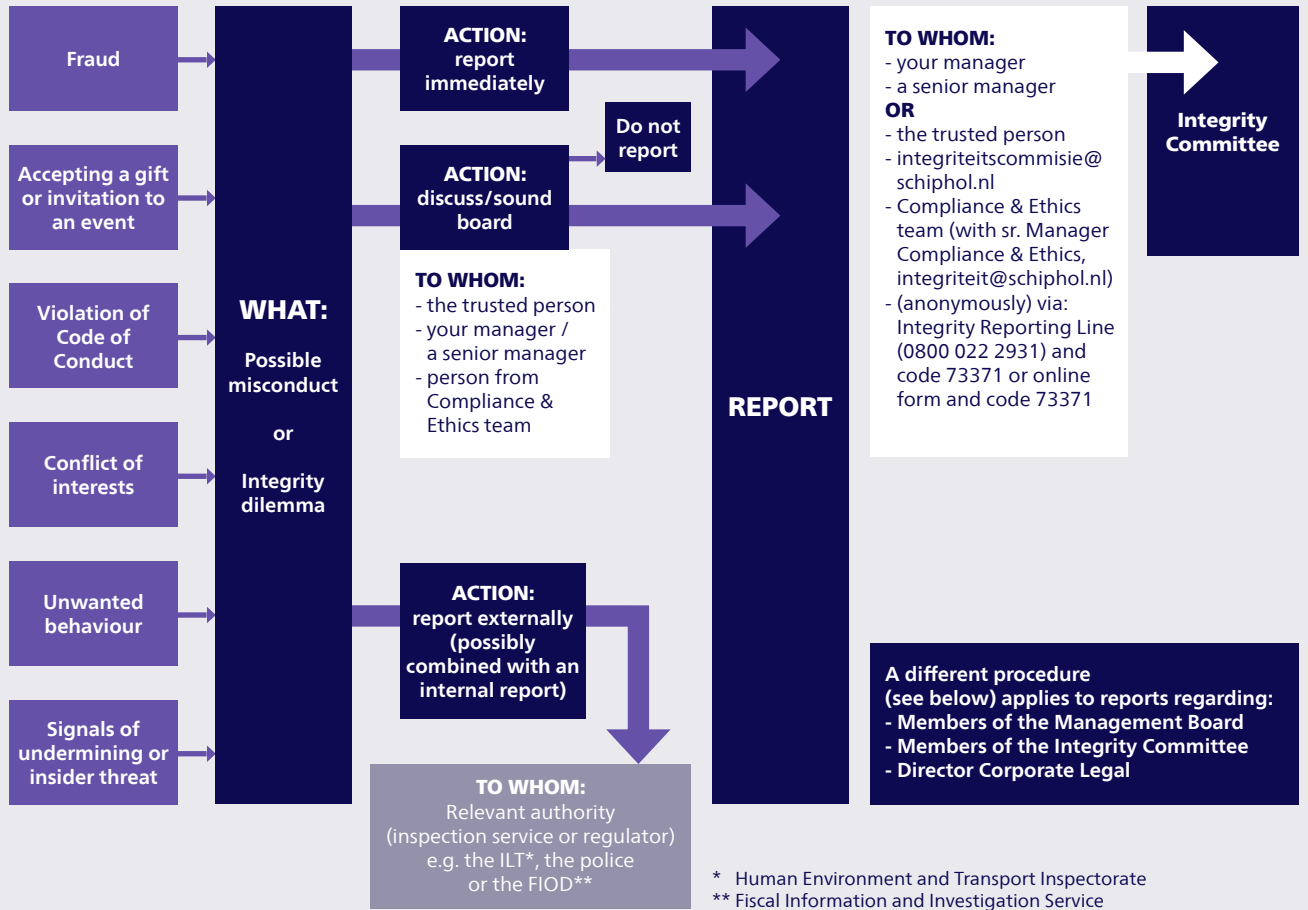 Fraud
Accepting a gift
or invitation to
an event
Violation of
Code of
Conduct
Conflict of
interests
Unwanted
behaviour
Signals of
undermining or
insider threat
WHAT:
Possible
misconduct
or
Integrity
dilemma
ACTION:
report
immediately
Do not
report
ACTION:
discuss/sound
board
TO WHOM:
- the trusted person
- your manager /
a senior manager
- person from
Compliance &
Ethics team
ACTION:
report externally
(possibly
combined with an
internal report)
TO WHOM:
Relevant authority
(inspection service or regulator)
e.g. the ILT*, the police
or the FIOD**
REPORT
TO WHOM:
- your manager
- a senior manager
OR
- the trusted person
- integriteitscommisie@
schiphol.nl
- Compliance & Ethics
team (with sr. Manager
Compliance & Ethics,
integriteit@schiphol.nl)
- (anonymously) via:
Integrity Reporting Line
(0800 022 2931) and
code 73371 or online
form and code 73371
Integrity
Committee
A different procedure
(see below) applies to reports regarding:
- Members of the Management Board
- Members of the Integrity Committee
- Director Corporate Legal
* Human Environment and Transport Inspectorate
** Fiscal Information and Investigation Service